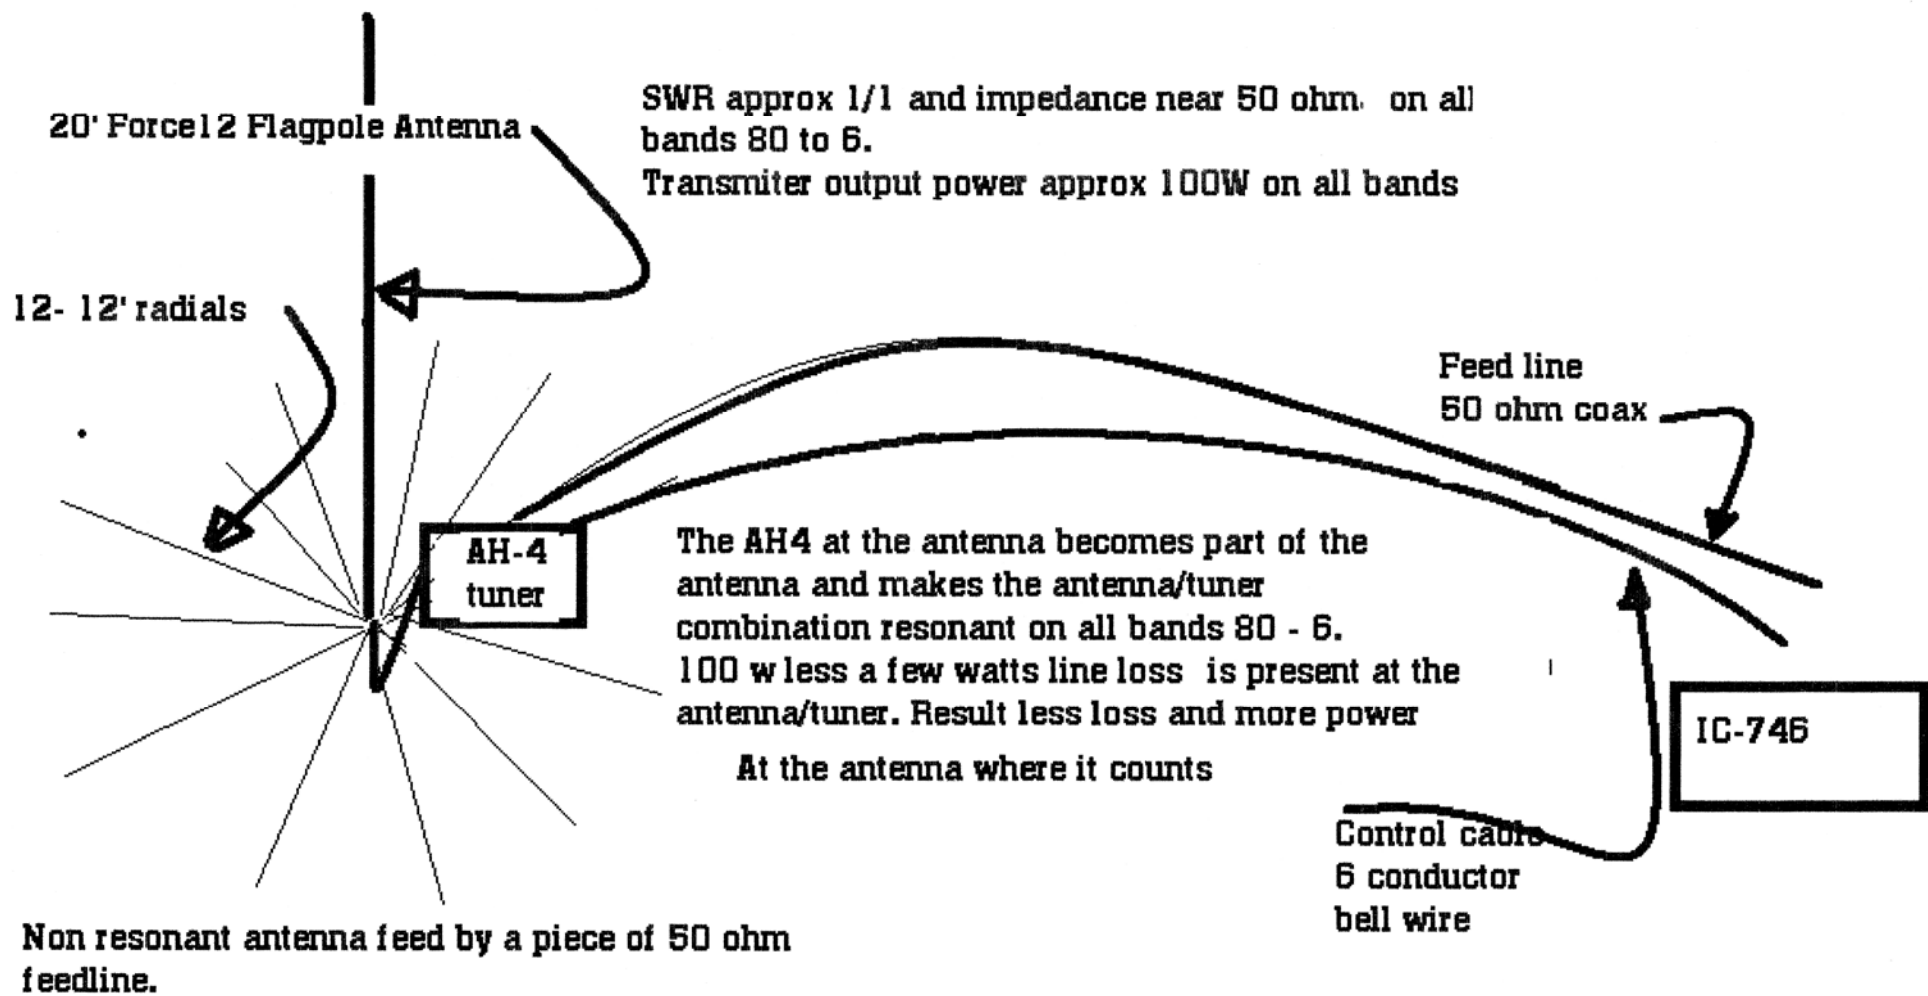 20' Force12 Flagpole Antenna
SWR approx 1/1 and impedance near 50 ohm. on all
bands 80 to 6.
Transmiter output power approx 100W on all bands
12- 12' radials
Feed line
50 ohm coax
AH-4
tuner
The AH4 at the antenna becomes part of the
antenna and makes the antenna/tuner
combination resonant on all bands 80 - 6.
100 w less a few watts line loss is present at the
antenna/tuner. Result less loss and more power
At the antenna where it counts
IC-746
Control cable
6 conductor
bell wire
Non resonant antenna feed by a piece of 50 ohm
feedline.